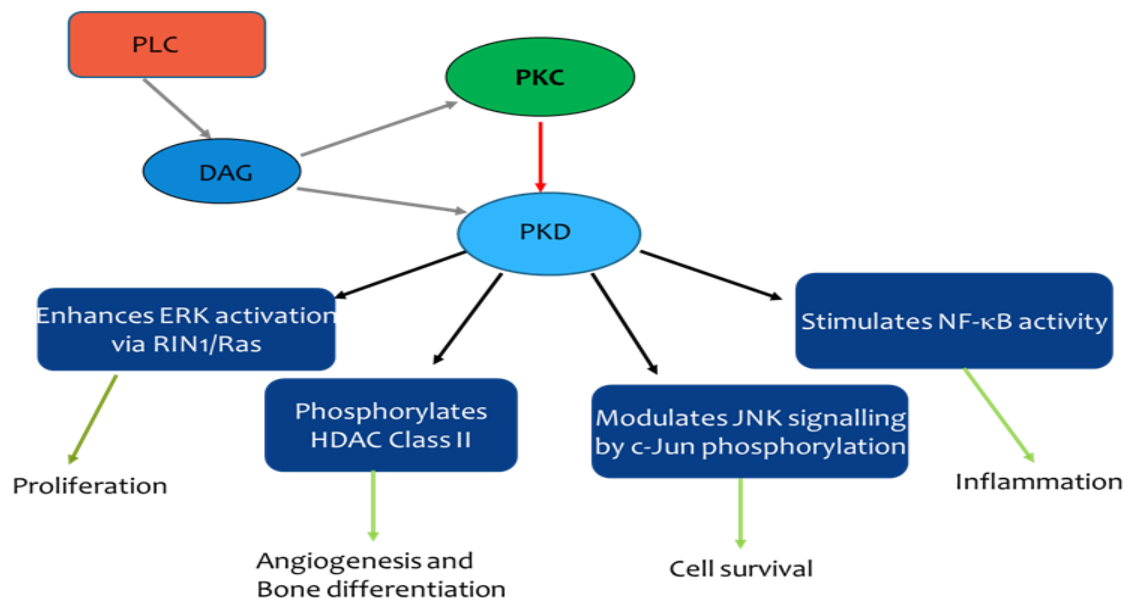 PLC
PKC
DAG
PKD
Enhances ERK activation
via RIN1/Ras
Stimulates NF-κB activity
Phosphorylates
HDAC Class II
Modulates JNK signalling
by c-Jun phosphorylation
Proliferation
Inflammation
Angiogenesis and
Bone differentiation
Cell survival